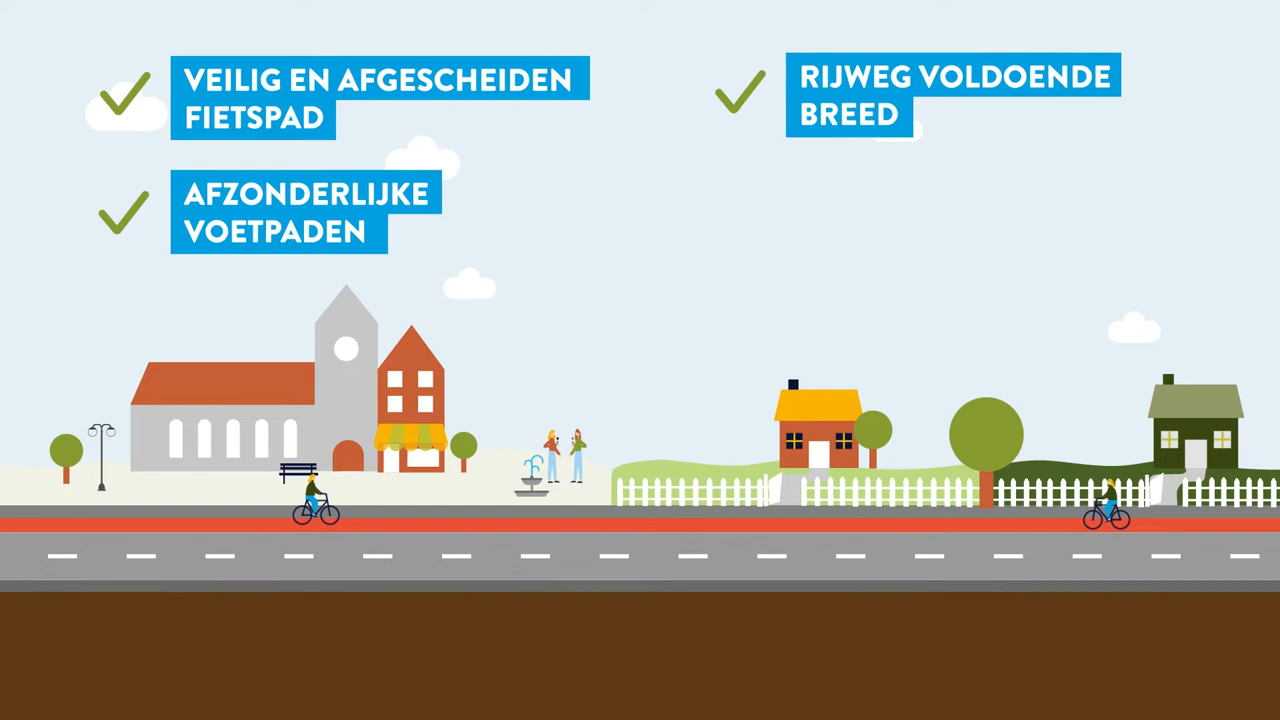 VEILIG EN AFGESCHEIDEN
FIETSPAD
AFZONDERLIJKE
VOETPADEN
RIJWEG VOLDOENDE
BREED